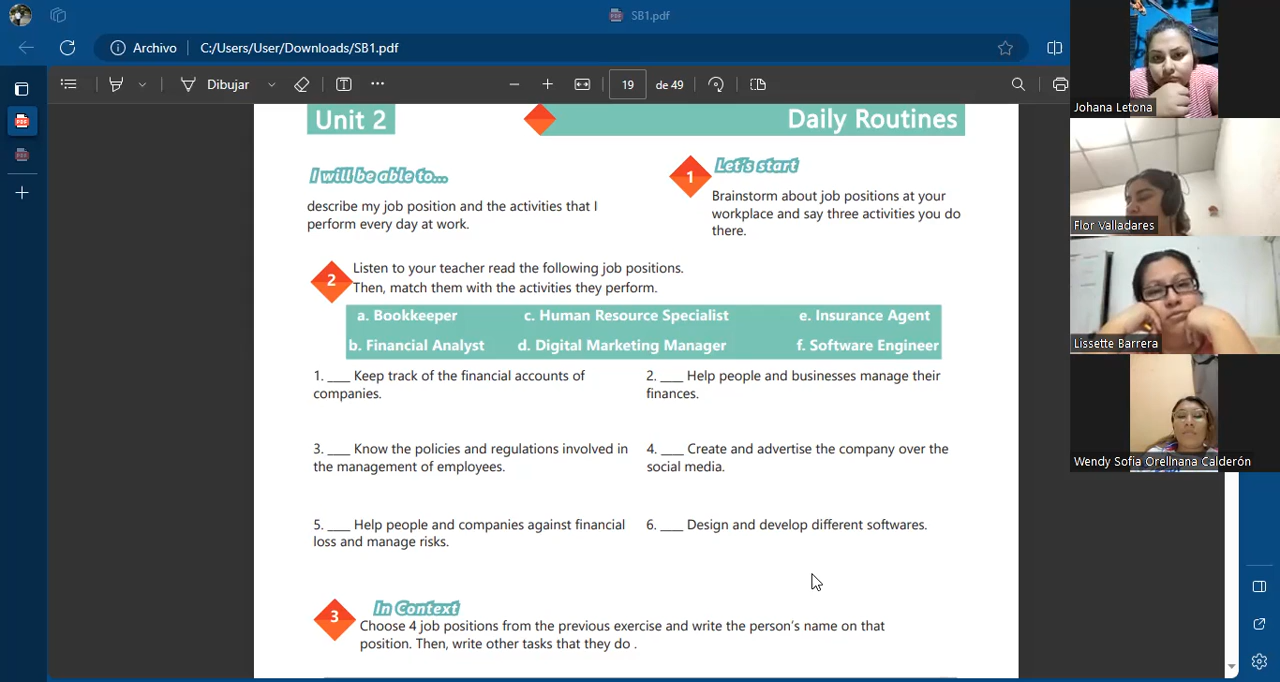 SB1.pdf
Archivo
C:/Users/User/Downloads/SB1.pdf
Dibujar
19
de 49
Unit 2
Daily Routines
I will be able to...
describe my job position and the activities that I
perform every day at work.
1
Let's start
Brainstorm about job positions at your
workplace and say three activities you do
there.
2
Listen to your teacher read the following job positions.
Then, match them with the activities they perform.
a. Bookkeeper
c. Human Resource Specialist
e. Insurance Agent
b. Financial Analyst
d. Digital Marketing Manager
f. Software Engineer
1. ___ Keep track of the financial accounts of
companies.
2. ___ Help people and businesses manage their
finances.
3. ___ Know the policies and regulations involved in
the management of employees.
4. ___ Create and advertise the company over the
social media.
5. ___ Help people and companies against financial
loss and manage risks.
6. ___ Design and develop different softwares.
3
In Context
Choose 4 job positions from the previous exercise and write the person's name on that
position. Then, write other tasks that they do .
Johana Letona
Flor Valladares
Lissette Barrera
Wendy Sofia Orellnana Calderón